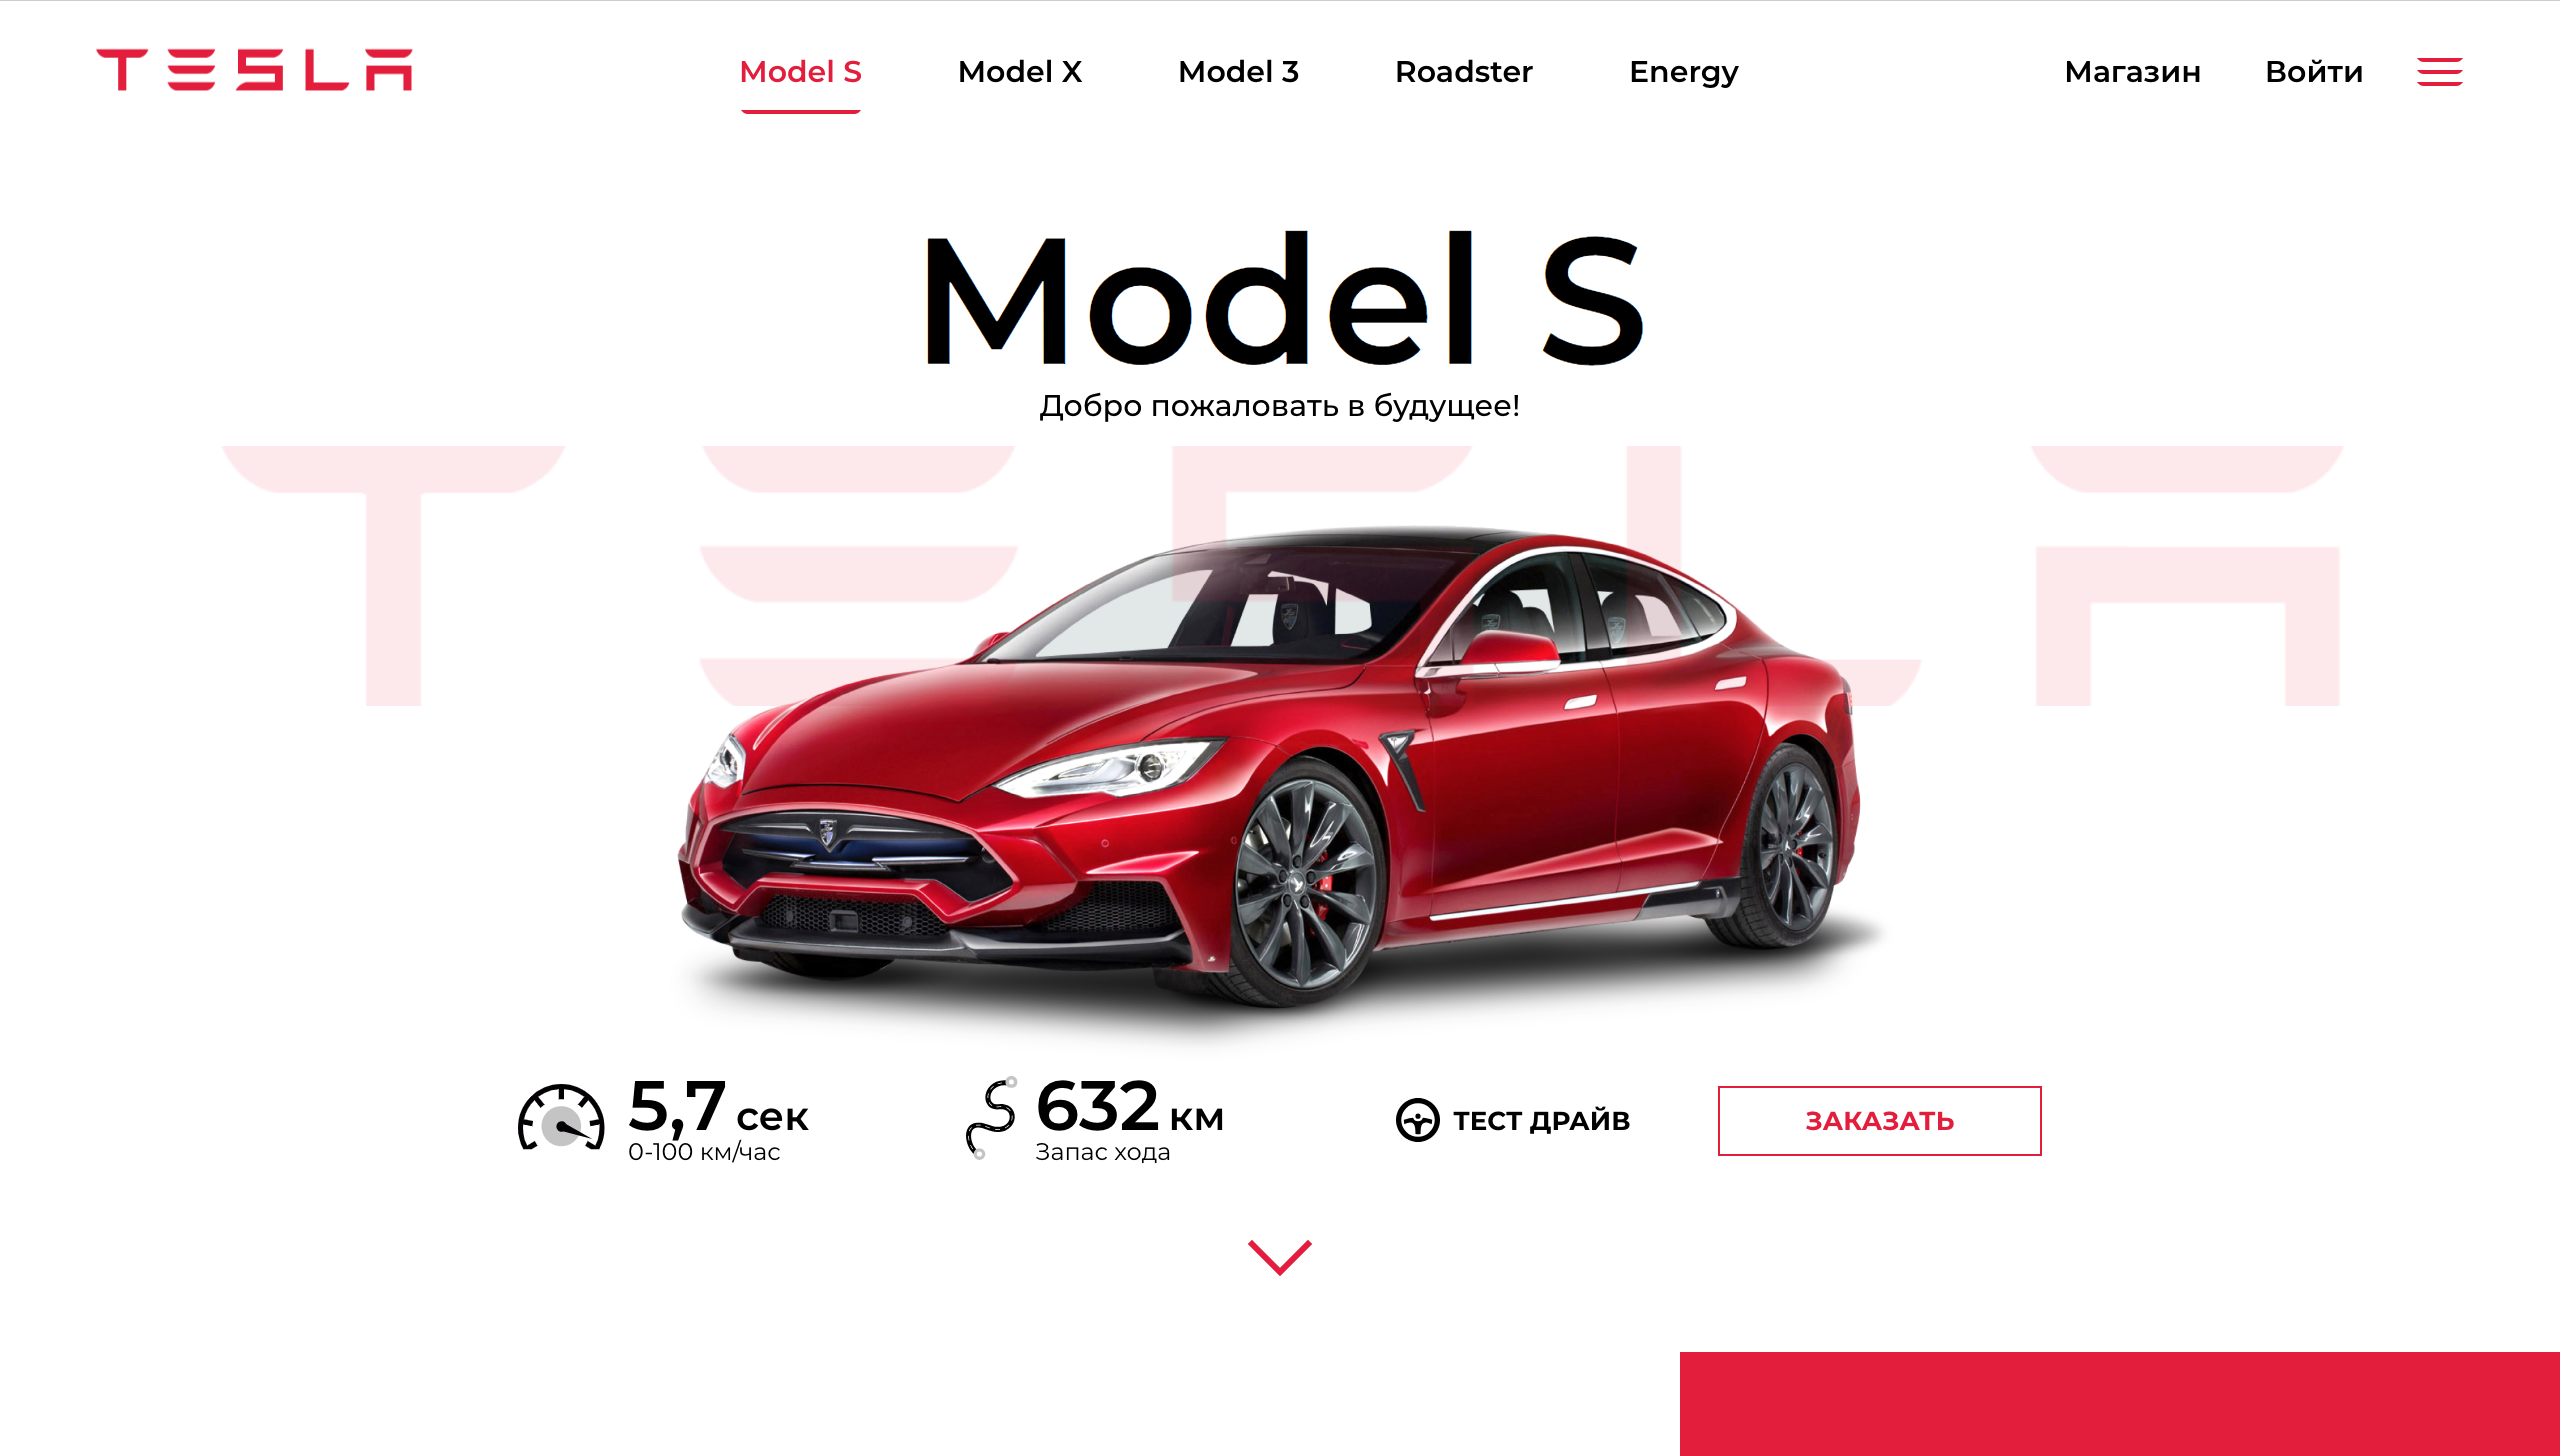 TESLA
Model S
Model X
Model 3
Roadster
Energy
Магазин
Войти
Model S
Добро пожаловать в будущее!
TESLA
5,7 сек
0-100 км/час
632 км
Запас хода
ТЕСТ ДРАЙВ
ЗАКАЗАТЬ